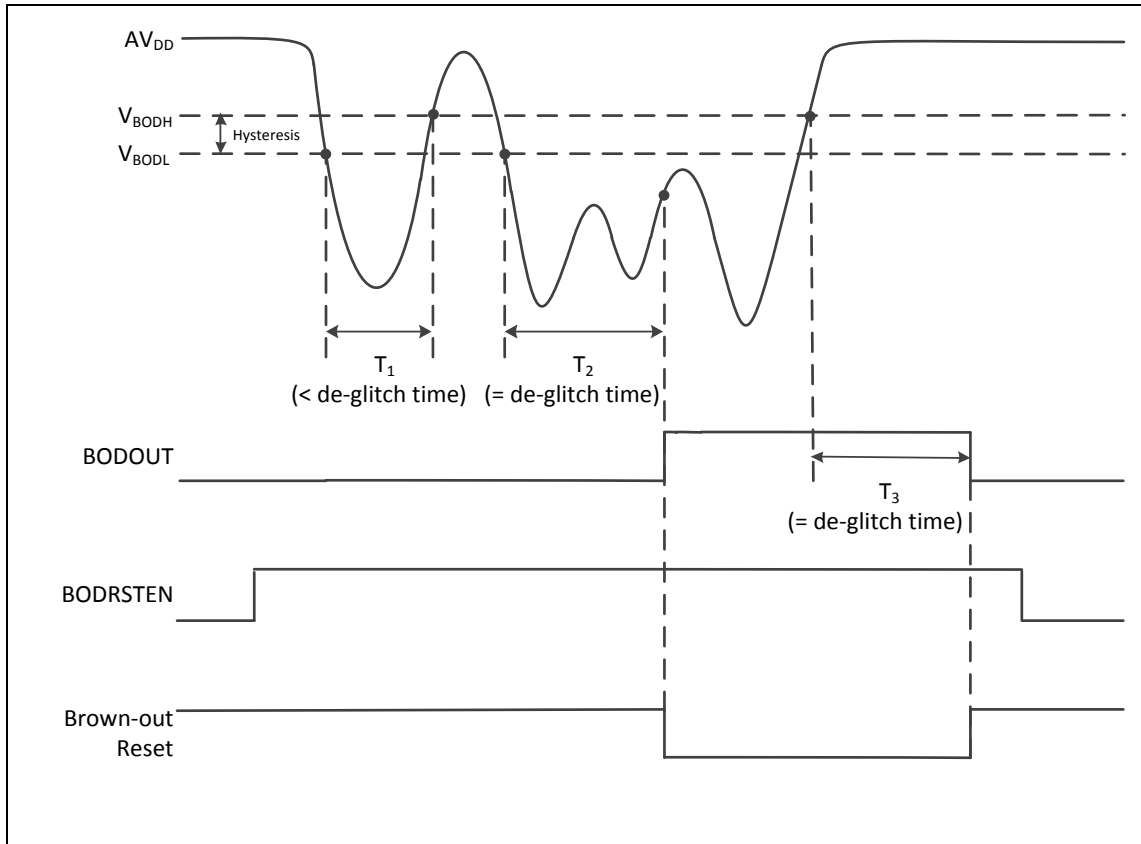 AVDD
VBODH
Hysteresis
VBODL
T1
(< de-glitch time)
T2
(= de-glitch time)
BODOUT
T3
(= de-glitch time)
BODRSTEN
Brown-out
Reset